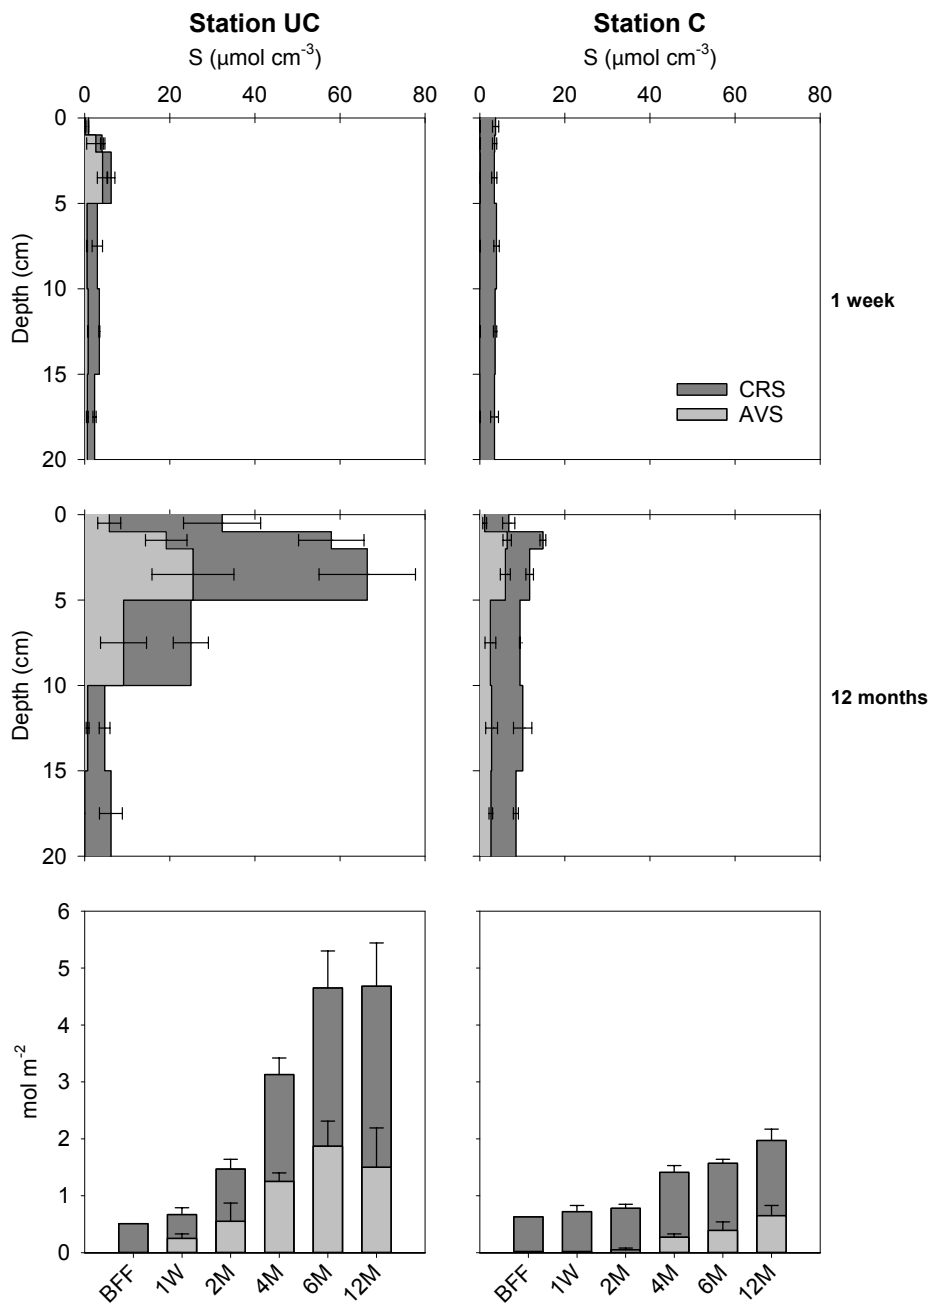 Station UC Station C
S (μmol cm-3) S (μmol cm-3)
0 20 40 60 80 0 20 40 60 80
0
5
10
15
20
Depth (cm)
1 week
CRS
AVS
0
5
10
15
20
Depth (cm)
12 months
6
5
4
3
2
1
0
mol m-2
BFF 1W 2M 4M 6M 12M BFF 1W 2M 4M 6M 12M